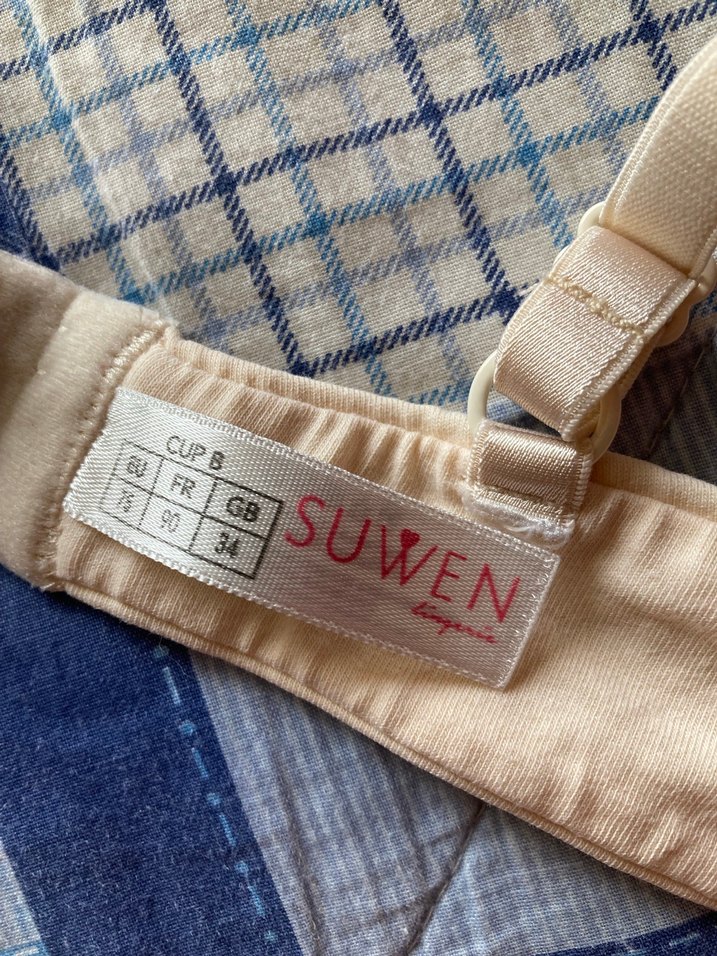 CUP B
EU FR GB
75 90 34
SUWEN
lingerie